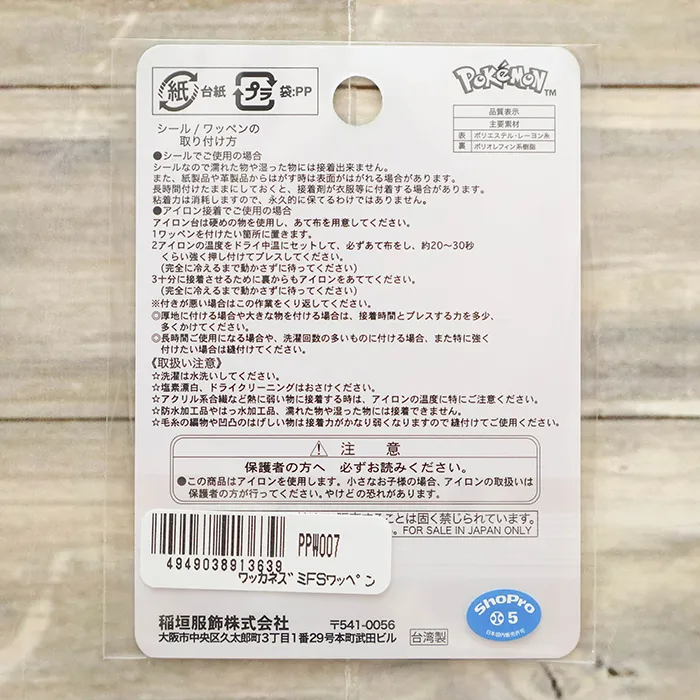 紙 台紙 プラ 袋:PP
POKéMON TM
品質表示
主要素材
表 ポリエステル・レーヨン糸
裏 ポリオレフィン系樹脂
シール/ワッペンの
取り付け方
●シールでご使用の場合
シールなので濡れた物や湿った物には接着出来ません。
また、紙製品や革製品からはがす時は表面がはがれる場合があります。
長時間付けたままにしておくと、接着剤が衣服等に付着する場合があります。
粘着力は消耗しますので、永久的に保てるわけではありません。
●アイロン接着でご使用の場合
アイロン台は硬めの物を使用し、あて布を用意してください。
1ワッペンを付けたい箇所に置きます。
2アイロンの温度をドライ中温にセットして、必ずあて布をし、約20〜30秒
くらい強く押し付けてプレスしてください。
(完全に冷えるまで動かさずに待ってください)
3十分に接着させるために裏からもアイロンをあててください。
(完全に冷えるまで動かさずに待ってください)
※付きが悪い場合はこの作業をくり返してください。
◎厚地に付ける場合や大きな物を付ける場合は、接着時間とプレスする力を多少、
多くかけてください。
◎長時間ご使用になる場合や、洗濯回数の多いものに付ける場合、また特に強く
付けたい場合は縫付けてください。
《取扱い注意》
☆洗濯は水洗いしてください。
☆塩素漂白、ドライクリーニングはおさけください。
☆アクリル系合繊など熱に弱い物に接着する時は、アイロンの温度に特にご注意ください。
☆防水加工品やはっ水加工品、濡れた物や湿った物には接着できません。
☆毛糸の編物や凹凸のはげしい物は接着力がかなり弱くなりますので縫付けてご使用ください。
注意
保護者の方へ 必ずお読みください。
●この商品はアイロンを使用します。小さなお子様の場合、アイロンの取扱いは
保護者の方が行ってください。やけどの恐れがあります。
ことは固く禁じられています。
FOR SALE IN JAPAN ONLY
PPW007
4949038913639
ワッカネズミFSワッペン
稲垣服飾株式会社 〒541-0056
大阪市中央区久太郎町3丁目1番29号本町武田ビル
台湾製
ShoPro
5
日本国内販売許可